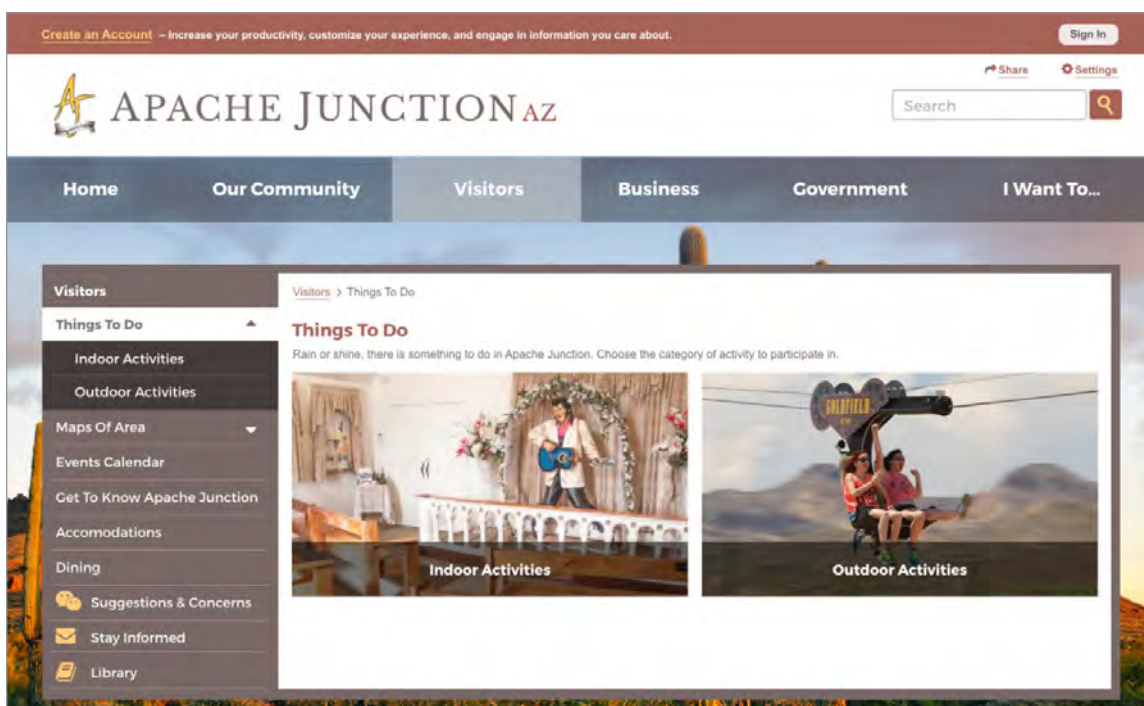 Create an Account – Increase your productivity, customize your experience, and engage in information you care about.
Sign In
Share
Settings
APACHE JUNCTION AZ
Search
Home
Our Community
Visitors
Business
Government
I Want To...
Visitors
Things To Do
Indoor Activities
Outdoor Activities
Maps Of Area
Events Calendar
Get To Know Apache Junction
Accomodations
Dining
Suggestions & Concerns
Stay Informed
Library
Visitors > Things To Do
Things To Do
Rain or shine, there is something to do in Apache Junction. Choose the category of activity to participate in.
Indoor Activities
GOLDFIELD
Outdoor Activities